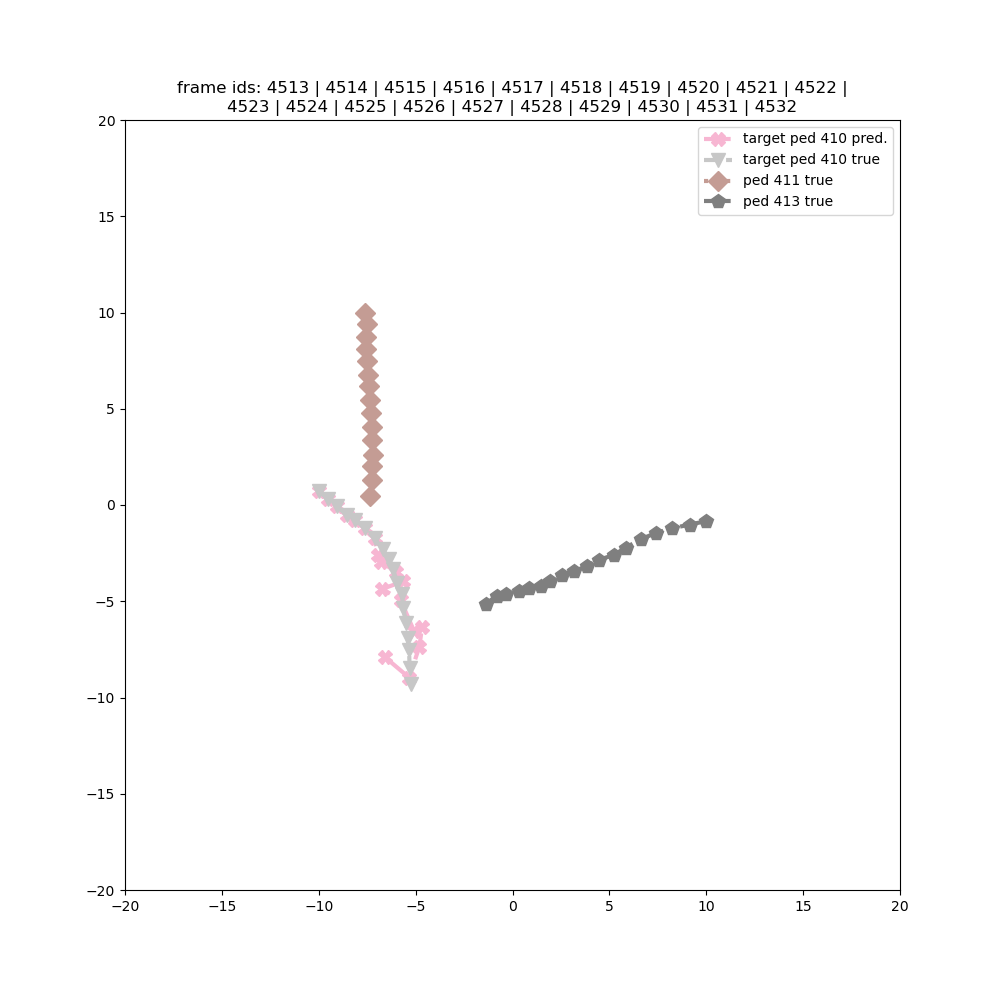 frame ids: 4513 | 4514 | 4515 | 4516 | 4517 | 4518 | 4519 | 4520 | 4521 | 4522 |
4523 | 4524 | 4525 | 4526 | 4527 | 4528 | 4529 | 4530 | 4531 | 4532
target ped 410 pred.
target ped 410 true
ped 411 true
ped 413 true
20
15
10
5
0
−5
−10
−15
−20
−20 −15 −10 −5 0 5 10 15 20